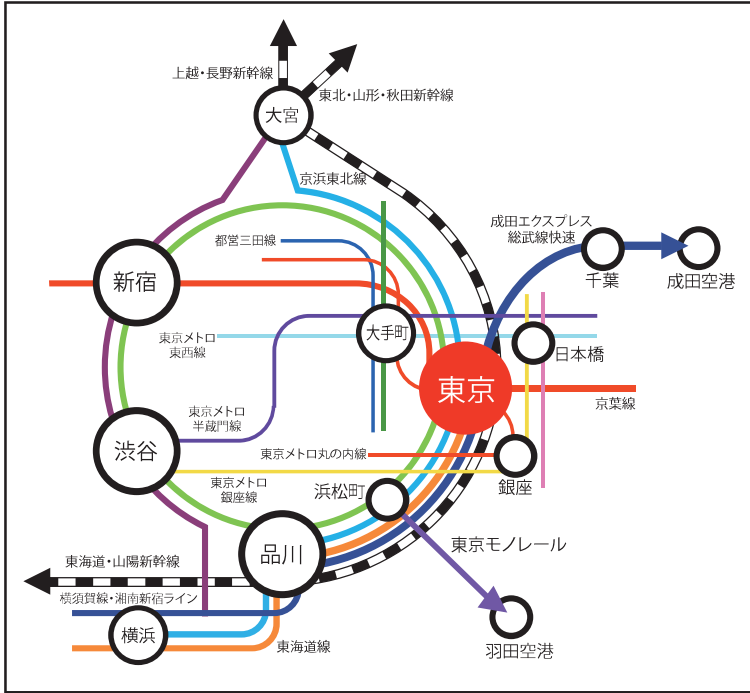 上越・長野新幹線
東北・山形・秋田新幹線
大宮
京浜東北線
成田エクスプレス
総武線快速
都営三田線
新宿
千葉
成田空港
大手町
東京メトロ
東西線
日本橋
東京
京葉線
東京メトロ
半蔵門線
渋谷
東京メトロ丸の内線
東京メトロ
銀座線
銀座
浜松町
品川
東京モノレール
東海道・山陽新幹線
横須賀線・湘南新宿ライン
横浜
東海道線
羽田空港